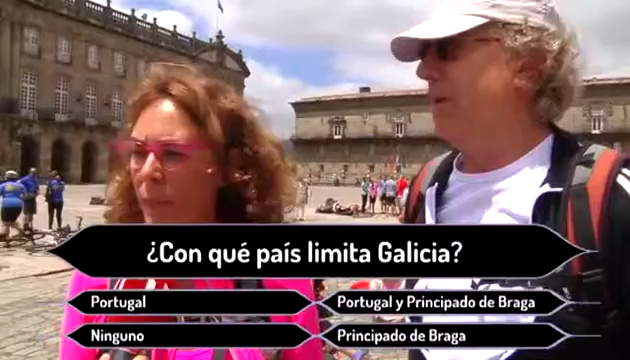 ¿Con qué país limita Galicia?
Portugal
Portugal y Principado de Braga
Ninguno
Principado de Braga